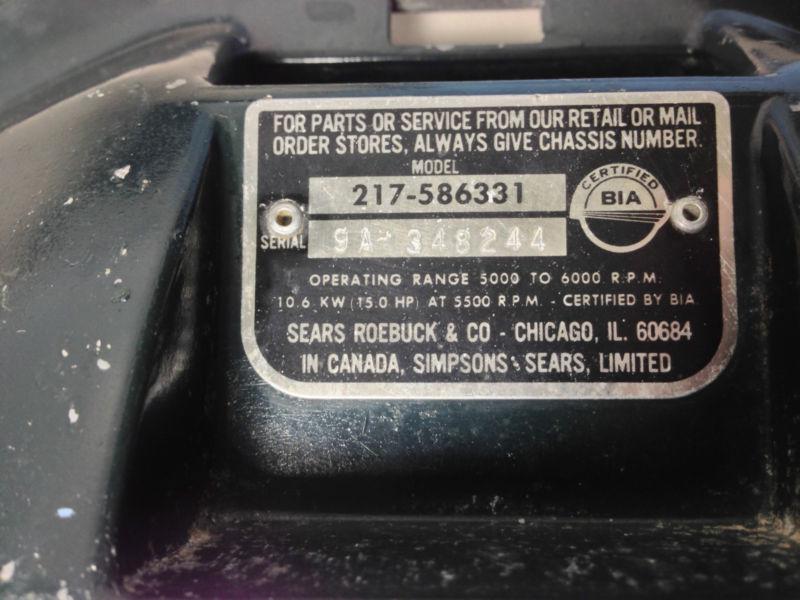 FOR PARTS OR SERVICE FROM OUR RETAIL OR MAIL
ORDER STORES, ALWAYS GIVE CHASSIS NUMBER.
MODEL
217-586331
CERTIFIED
BIA
SERIAL 9A-348244
OPERATING RANGE 5000 TO 6000 R.P.M.
10.6 KW (15.0 HP) AT 5500 R.P.M. - CERTIFIED BY BIA
SEARS ROEBUCK & CO - CHICAGO, IL. 60684
IN CANADA, SIMPSONS-SEARS, LIMITED